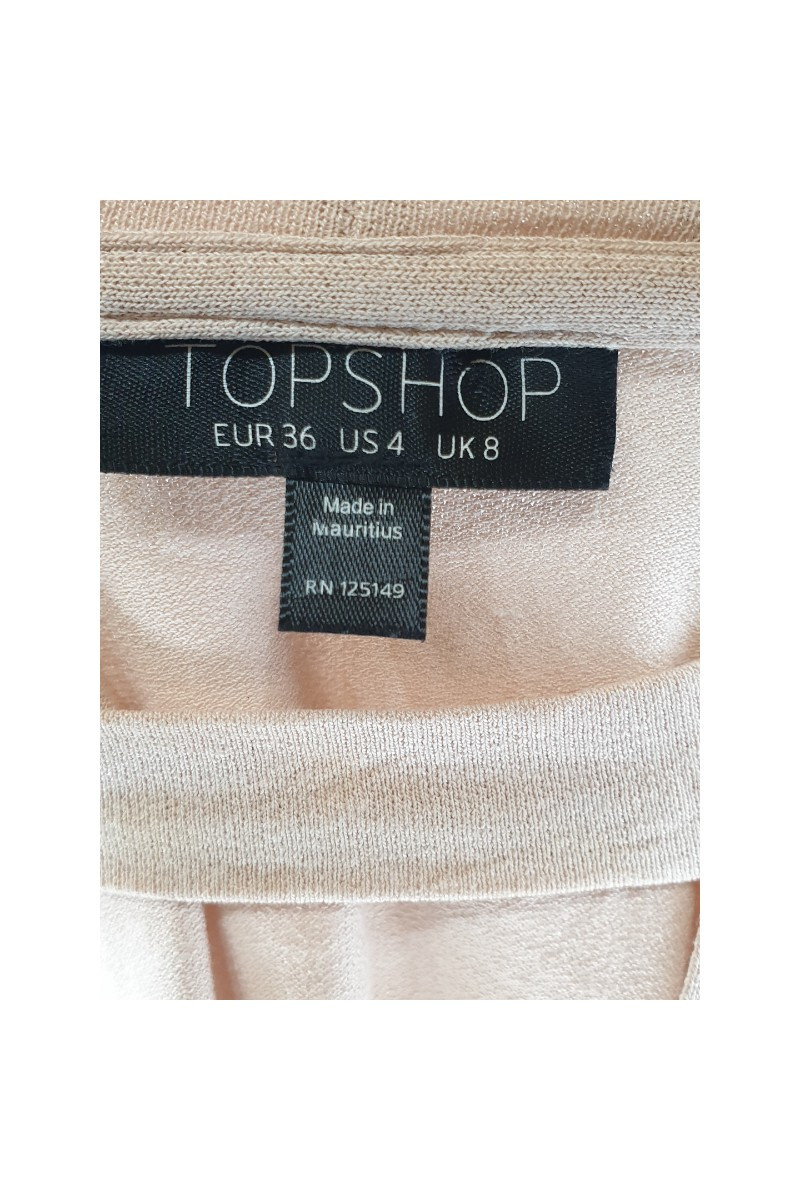 TOPSHOP
EUR 36 US 4 UK 8
Made in
Mauritius
RN 125149